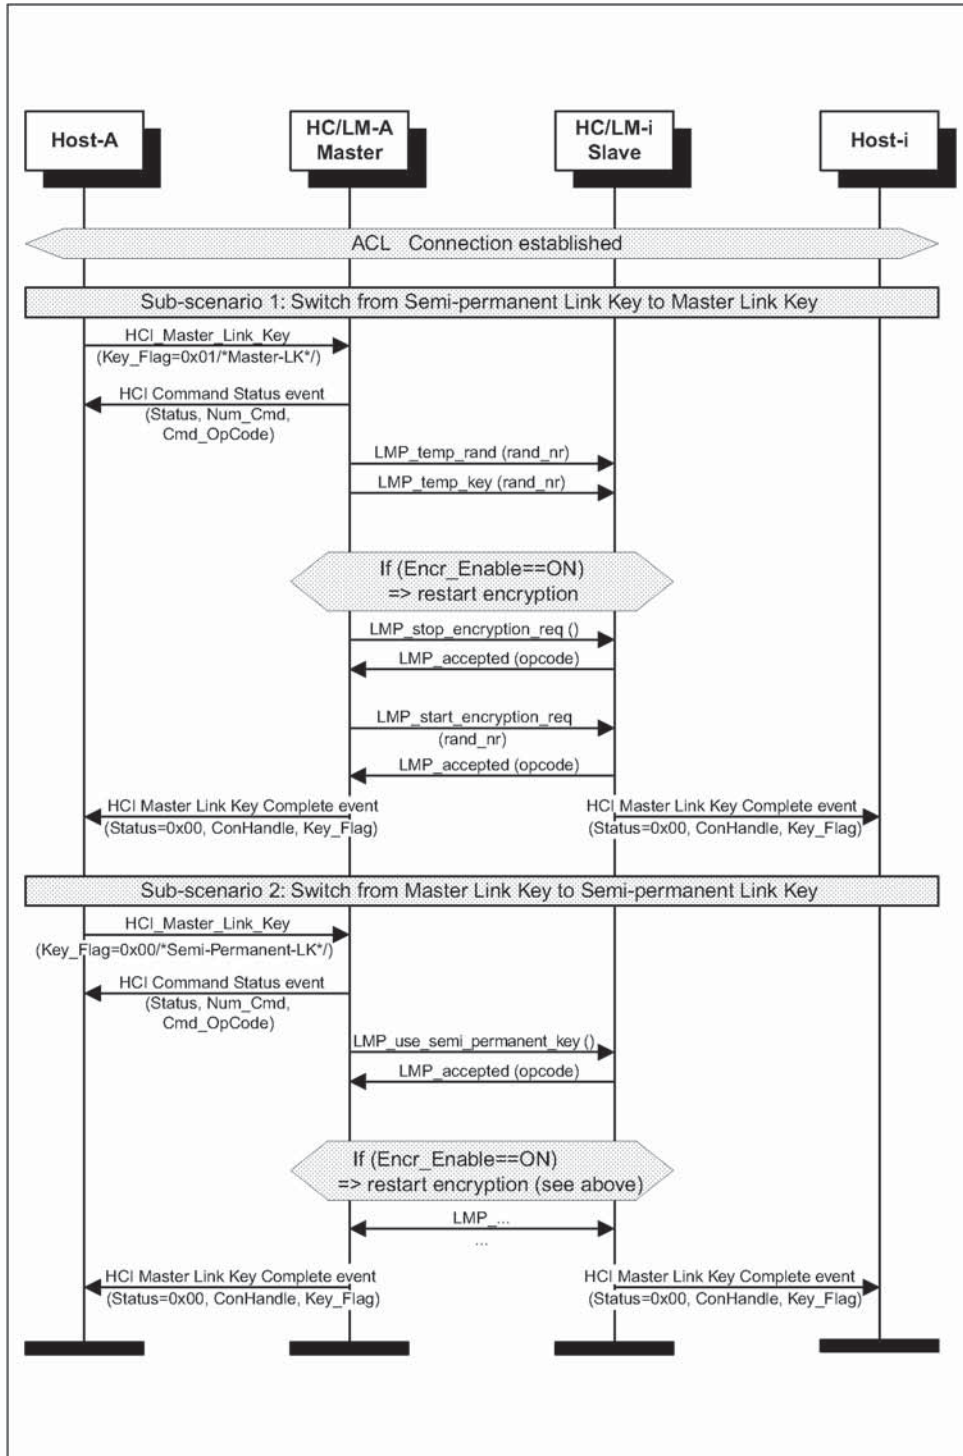 Host-A
HC/LM-A
Master
HC/LM-i
Slave
Host-i
ACL Connection established
Sub-scenario 1: Switch from Semi-permanent Link Key to Master Link Key
HCI_Master_Link_Key
(Key_Flag=0x01/*Master-LK*/)
HCI Command Status event
(Status, Num_Cmd,
Cmd_OpCode)
LMP_temp_rand (rand_nr)
LMP_temp_key (rand_nr)
If (Encr_Enable==ON)
=> restart encryption
LMP_stop_encryption_req ()
LMP_accepted (opcode)
LMP_start_encryption_req
(rand_nr)
LMP_accepted (opcode)
HCI Master Link Key Complete event
(Status=0x00, ConHandle, Key_Flag)
HCI Master Link Key Complete event
(Status=0x00, ConHandle, Key_Flag)
Sub-scenario 2: Switch from Master Link Key to Semi-permanent Link Key
HCI_Master_Link_Key
(Key_Flag=0x00/*Semi-Permanent-LK*/)
HCI Command Status event
(Status, Num_Cmd,
Cmd_OpCode)
LMP_use_semi_permanent_key ()
LMP_accepted (opcode)
If (Encr_Enable==ON)
=> restart encryption (see above)
LMP_...
...
HCI Master Link Key Complete event
(Status=0x00, ConHandle, Key_Flag)
HCI Master Link Key Complete event
(Status=0x00, ConHandle, Key_Flag)